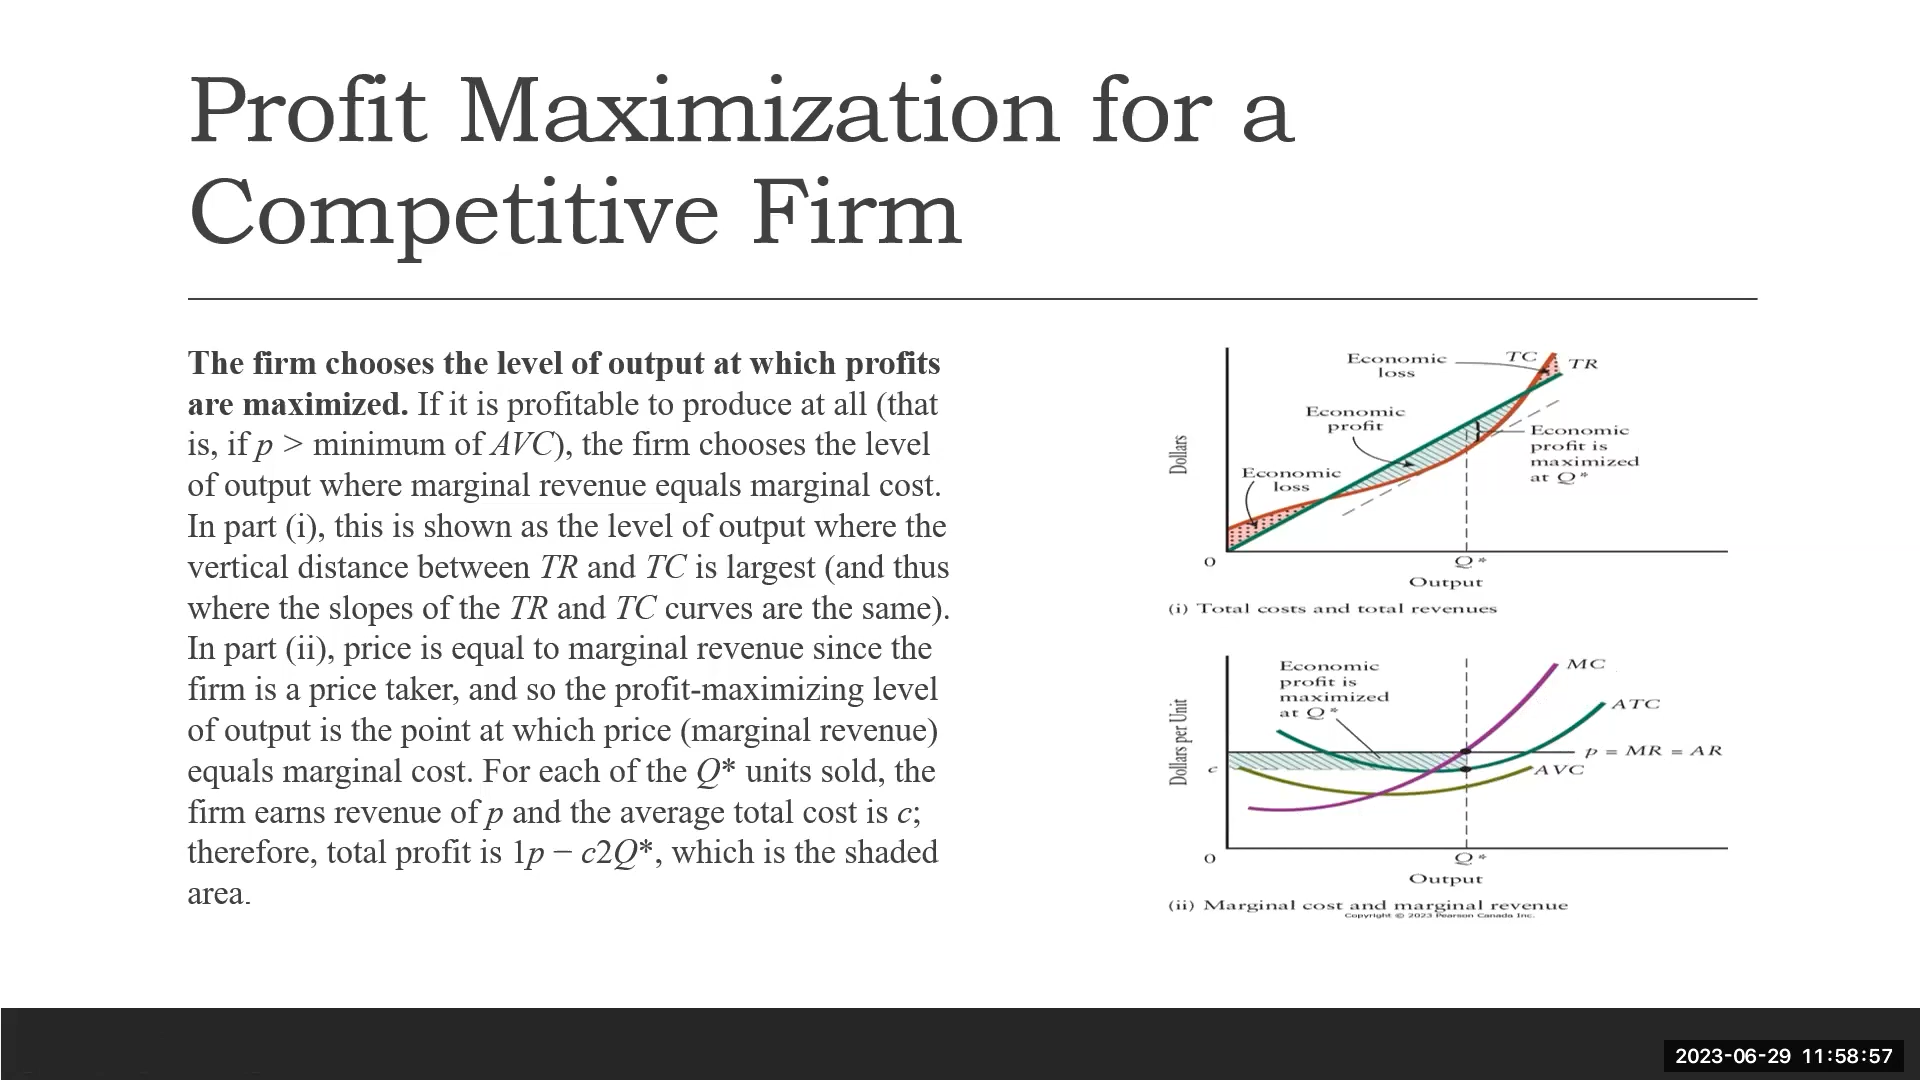 Profit Maximization for a
Competitive Firm
The firm chooses the level of output at which profits
are maximized. If it is profitable to produce at all (that
is, if p > minimum of AVC), the firm chooses the level
of output where marginal revenue equals marginal cost.
In part (i), this is shown as the level of output where the
vertical distance between TR and TC is largest (and thus
where the slopes of the TR and TC curves are the same).
In part (ii), price is equal to marginal revenue since the
firm is a price taker, and so the profit-maximizing level
of output is the point at which price (marginal revenue)
equals marginal cost. For each of the Q* units sold, the
firm earns revenue of p and the average total cost is c;
therefore, total profit is 1p − c2Q*, which is the shaded
area.
Economic
loss
TC
TR
Economic
profit
Economic
profit is
maximized
at Q*
Economic
loss
Dollars
0
Q*
Output
(i) Total costs and total revenues
Economic
profit is
maximized
at Q*
MC
ATC
p = MR = AR
AVC
c
Dollars per Unit
0
Q*
Output
(ii) Marginal cost and marginal revenue
Copyright © 2023 Pearson Canada Inc.
2023-06-29 11:58:57